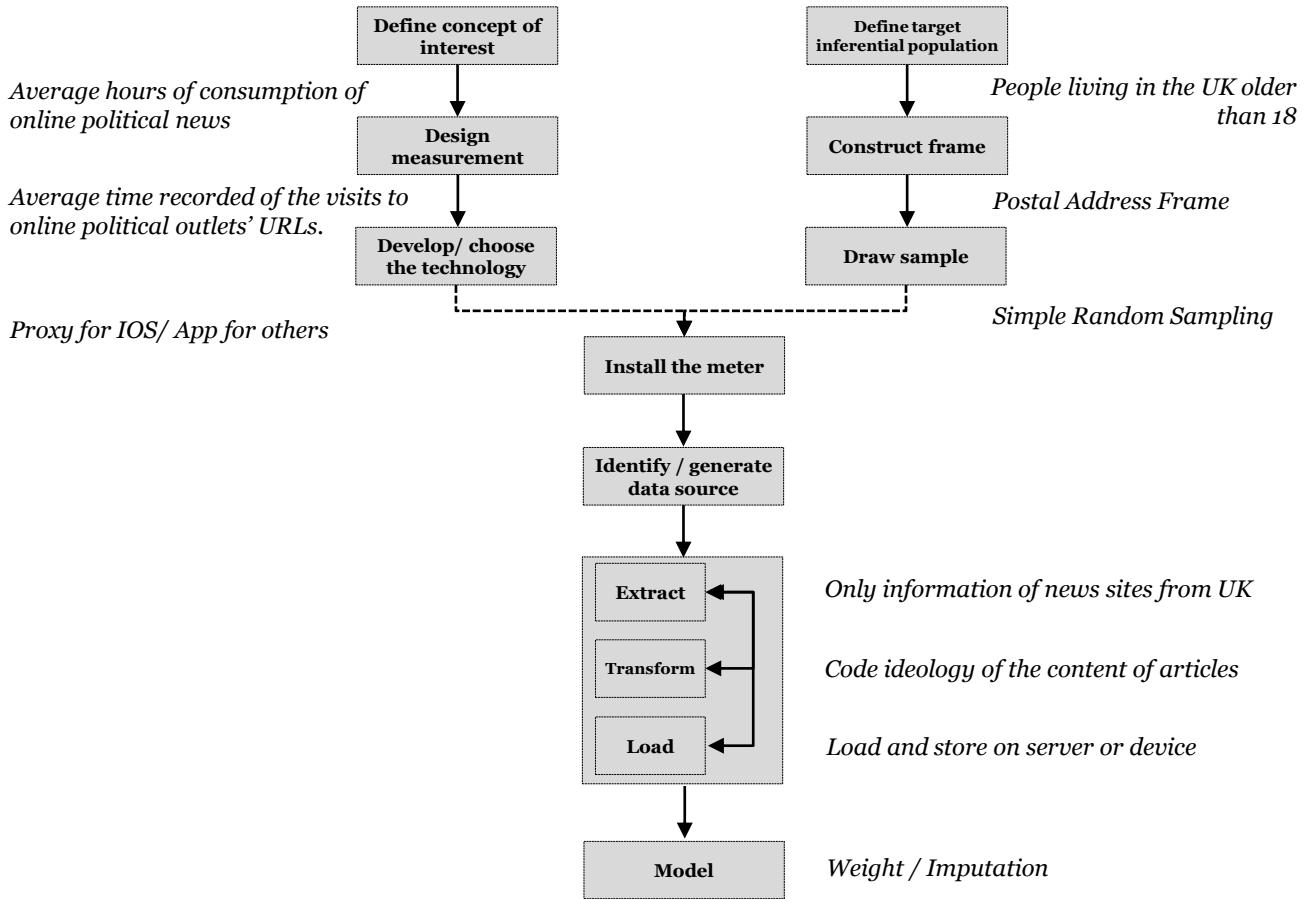 Define concept of
interest
Define target
inferential population
Average hours of consumption of
online political news
People living in the UK older
than 18
Design
measurement
Construct frame
Average time recorded of the visits to
online political outlets’ URLs.
Postal Address Frame
Develop/ choose
the technology
Draw sample
Proxy for IOS/ App for others
Simple Random Sampling
Install the meter
Identify / generate
data source
Extract
Only information of news sites from UK
Transform
Code ideology of the content of articles
Load
Load and store on server or device
Model
Weight / Imputation